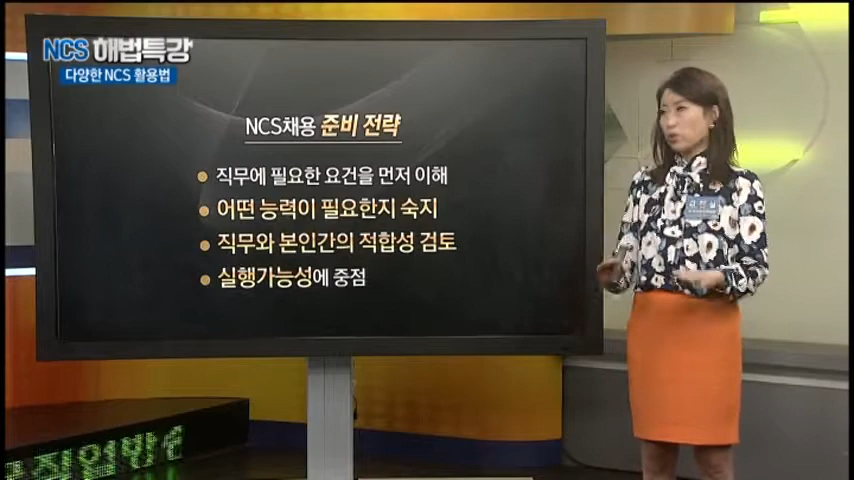 NCS 해법특강
다양한 NCS 활용법
NCS채용 준비 전략
직무에 필요한 요건을 먼저 이해
어떤 능력이 필요한지 숙지
직무와 본인간의 적합성 검토
실행가능성에 중점